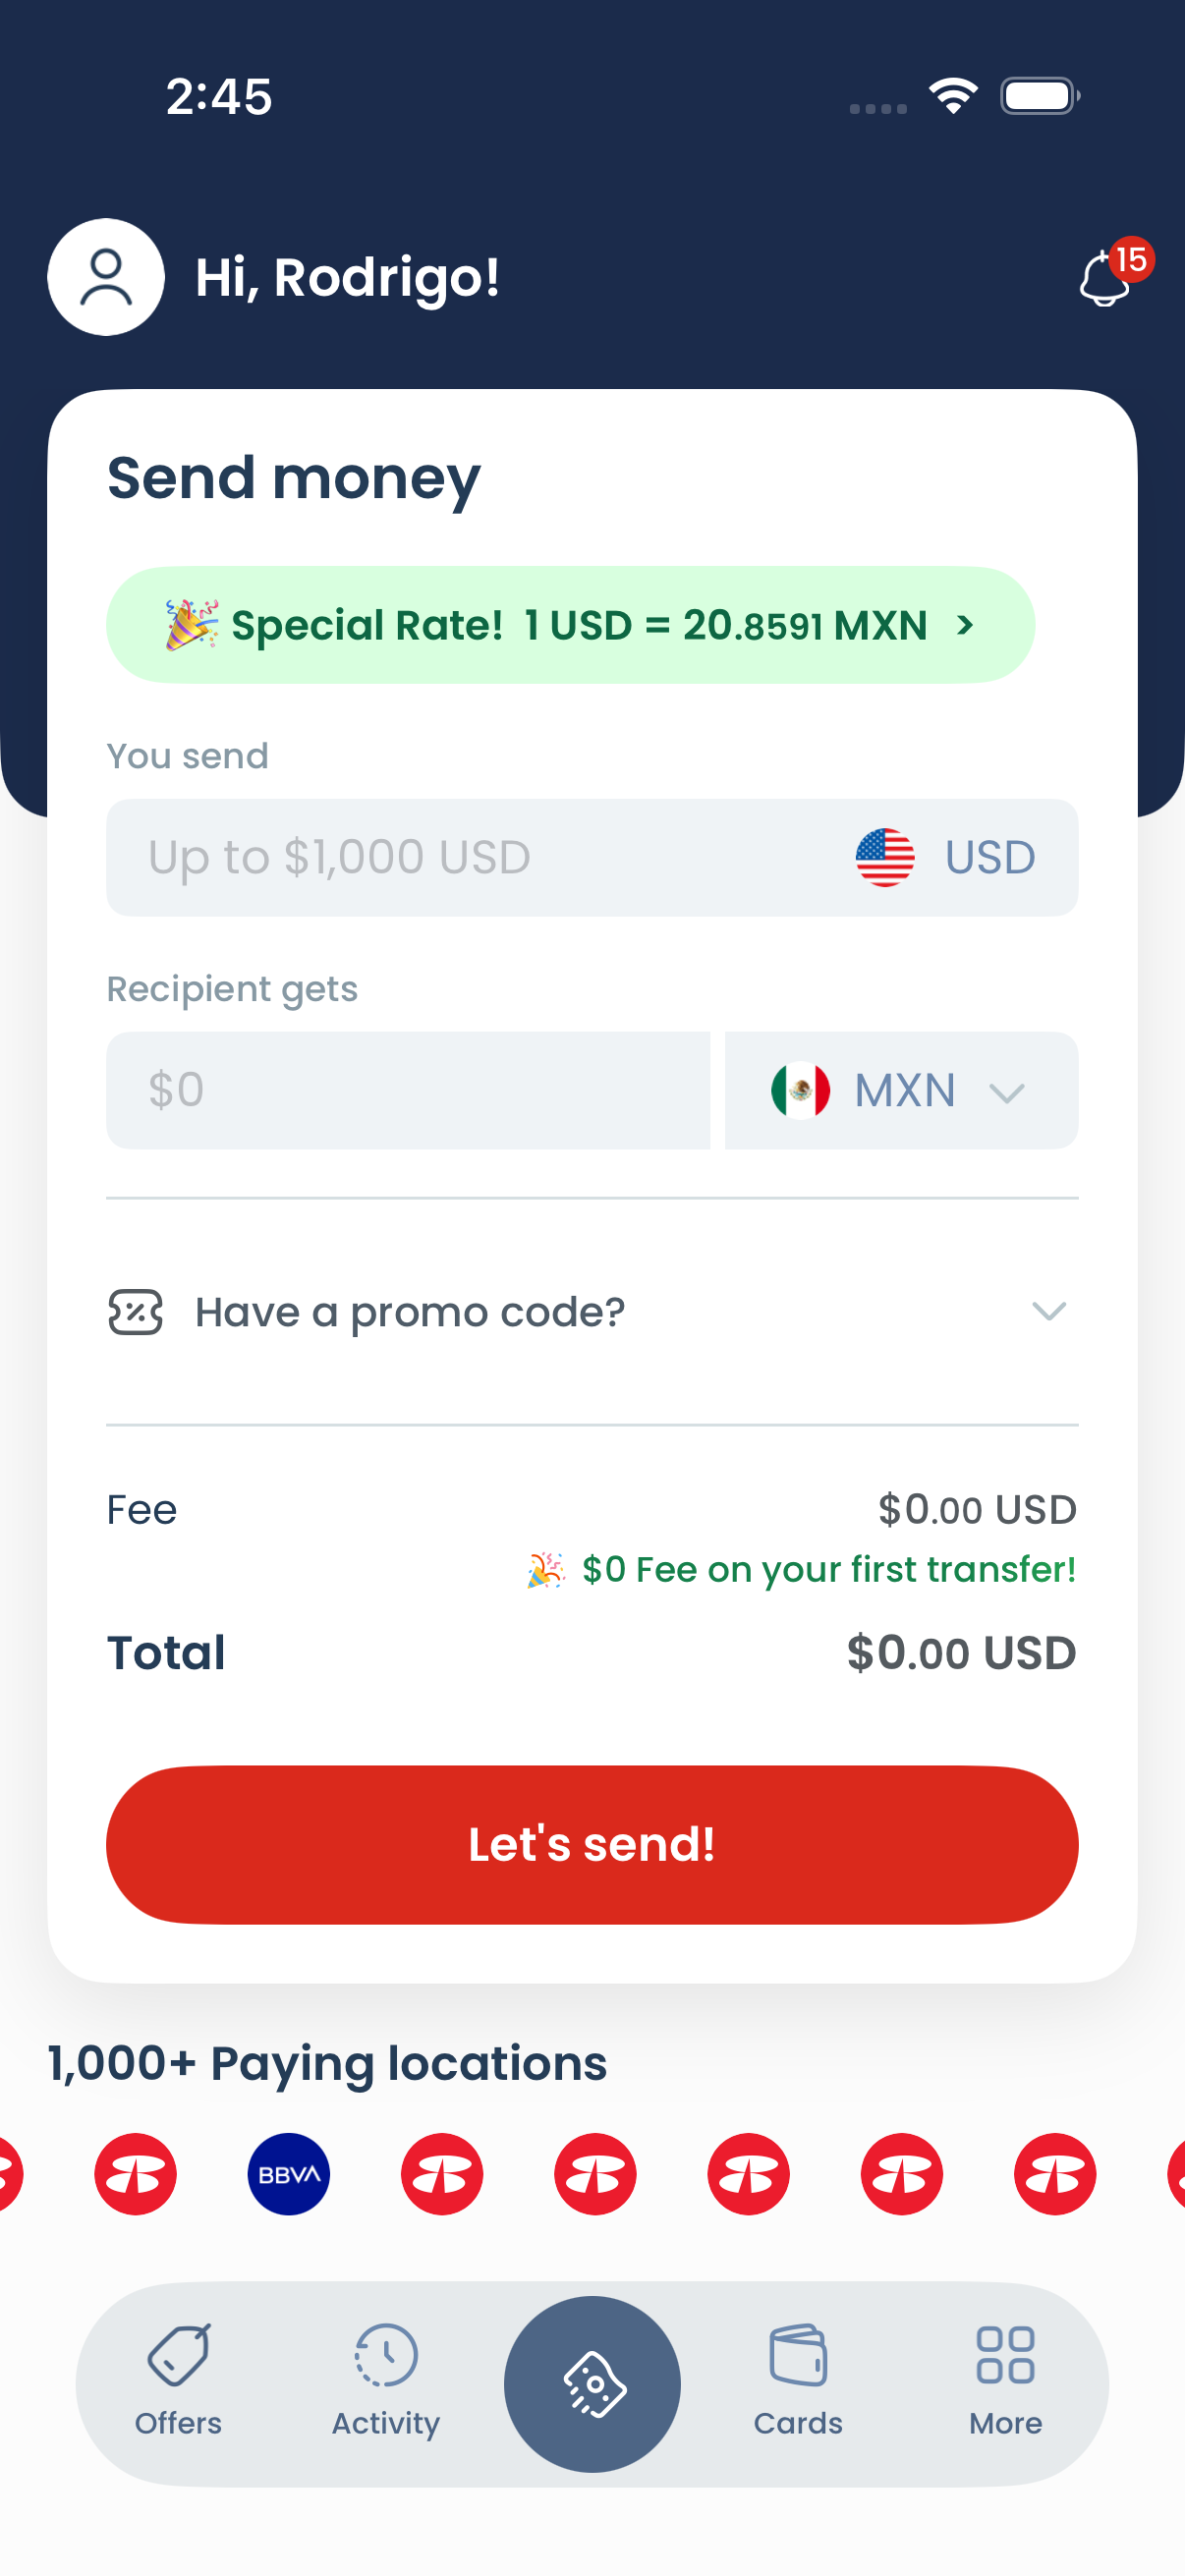 2:45
Hi, Rodrigo!
15
Send money
🎉 Special Rate! 1 USD = 20.8591 MXN >
You send
Up to $1,000 USD
USD
Recipient gets
$0
MXN
Have a promo code?
Fee
$0.00 USD
🎉 $0 Fee on your first transfer!
Total
$0.00 USD
Let's send!
1,000+ Paying locations
BBVA
Offers
Activity
Cards
More